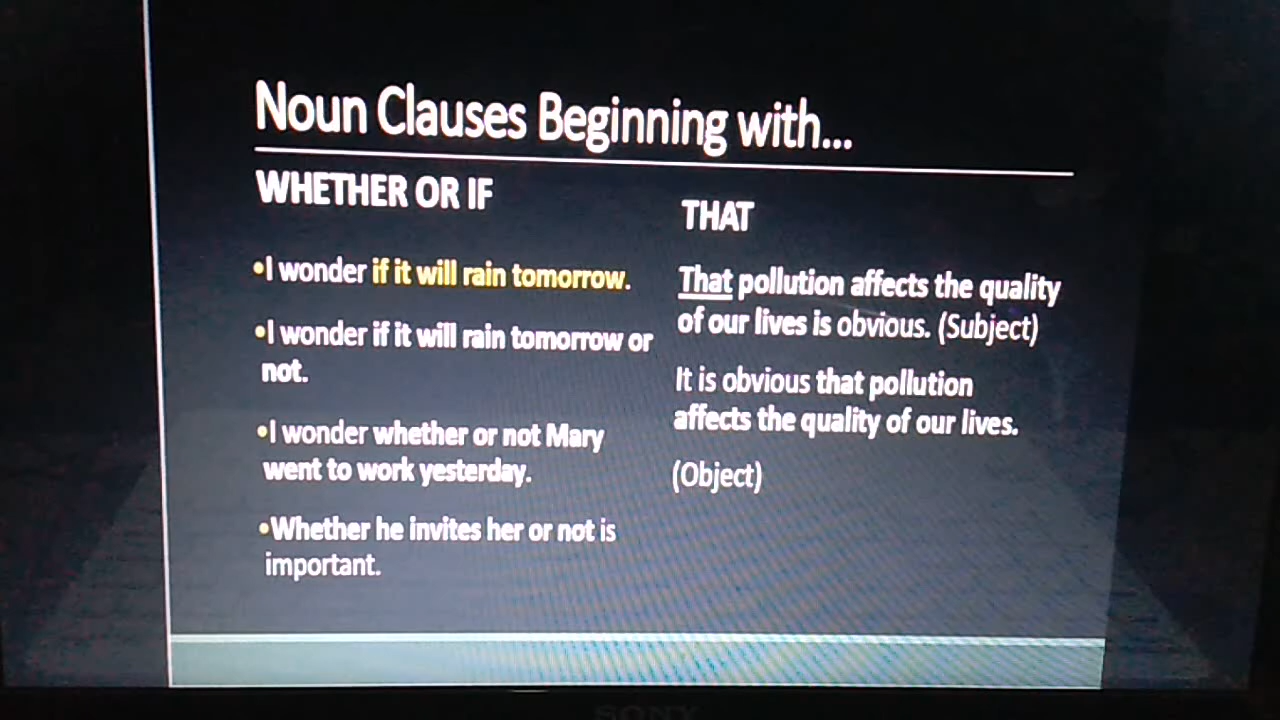 Noun Clauses Beginning with...
WHETHER OR IF
•I wonder if it will rain tomorrow.
•I wonder if it will rain tomorrow or
not.
•I wonder whether or not Mary
went to work yesterday.
•Whether he invites her or not is
important.
THAT
That pollution affects the quality
of our lives is obvious. (Subject)
It is obvious that pollution
affects the quality of our lives.
(Object)
SONY